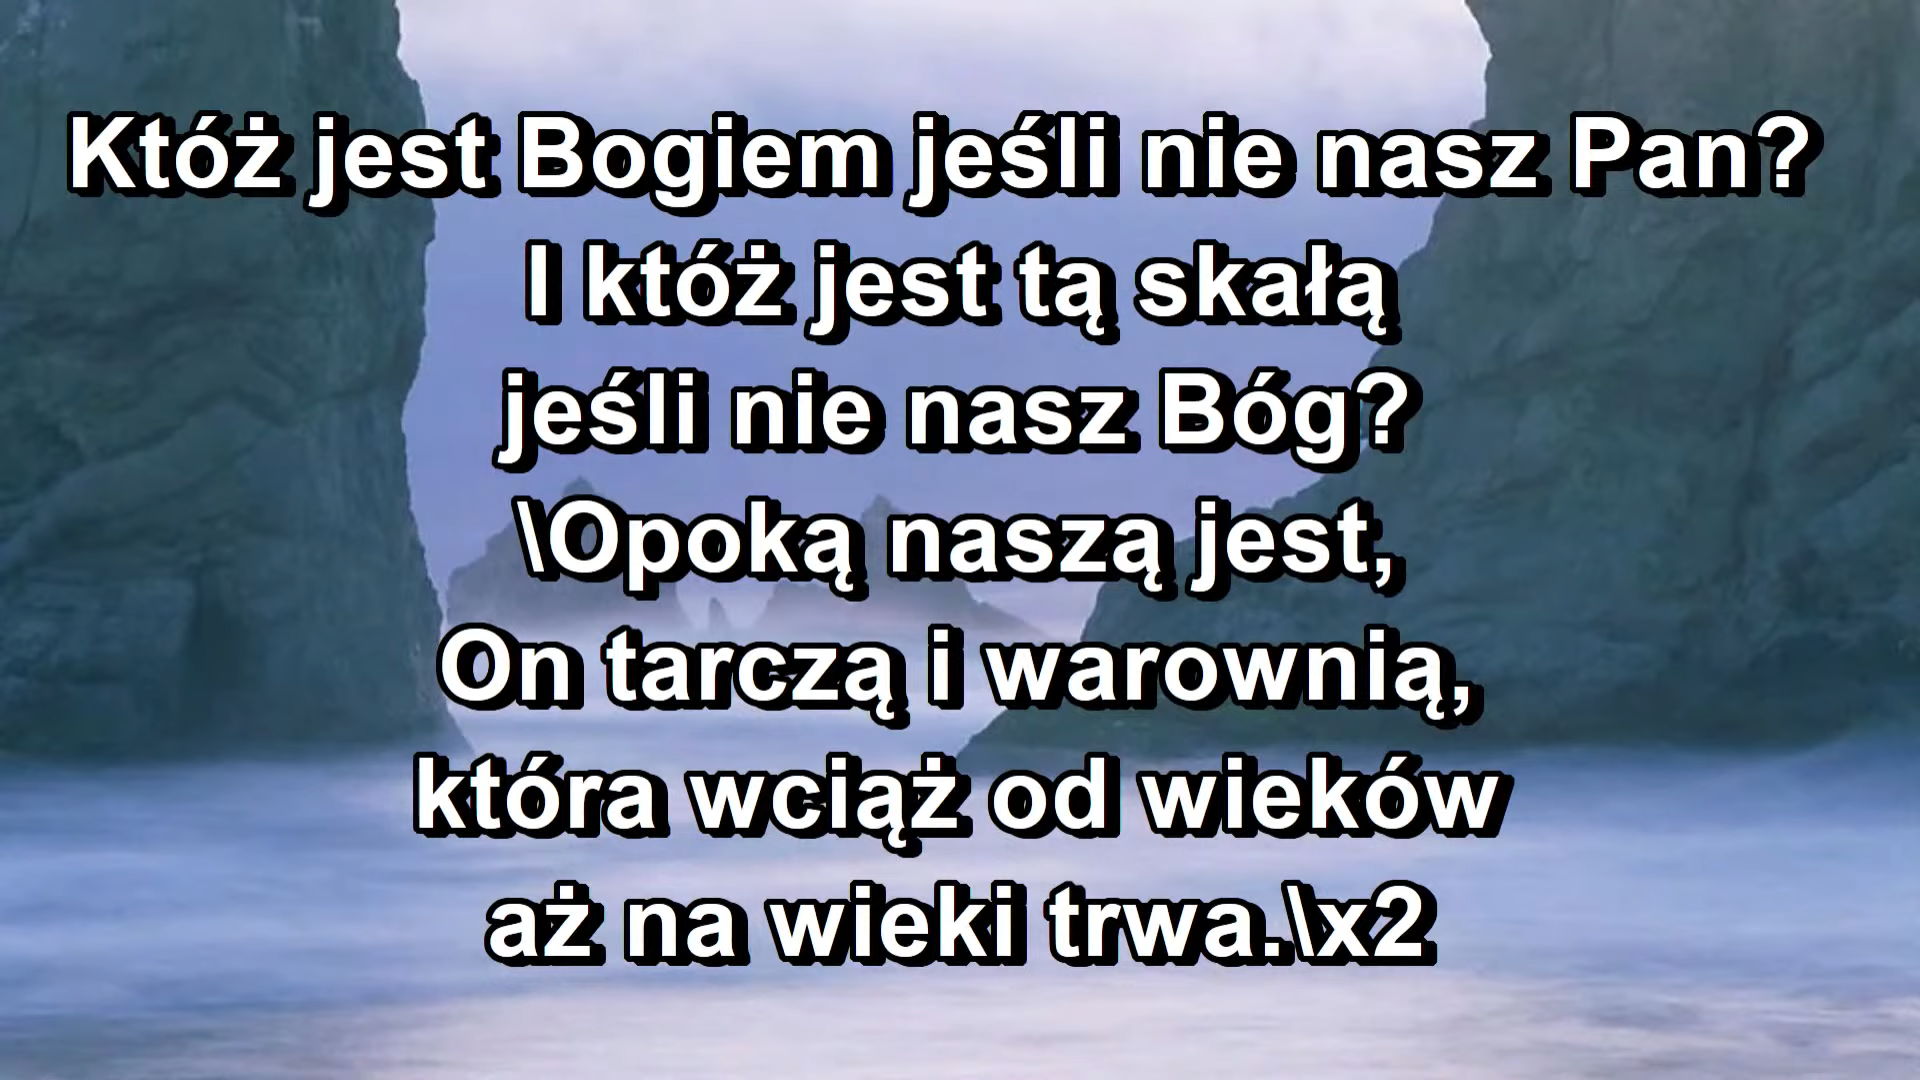 Któż jest Bogiem jeśli nie nasz Pan?
I któż jest tą skałą
jeśli nie nasz Bóg?
\Opoką naszą jest,
On tarczą i warownią,
która wciąż od wieków
aż na wieki trwa.\x2